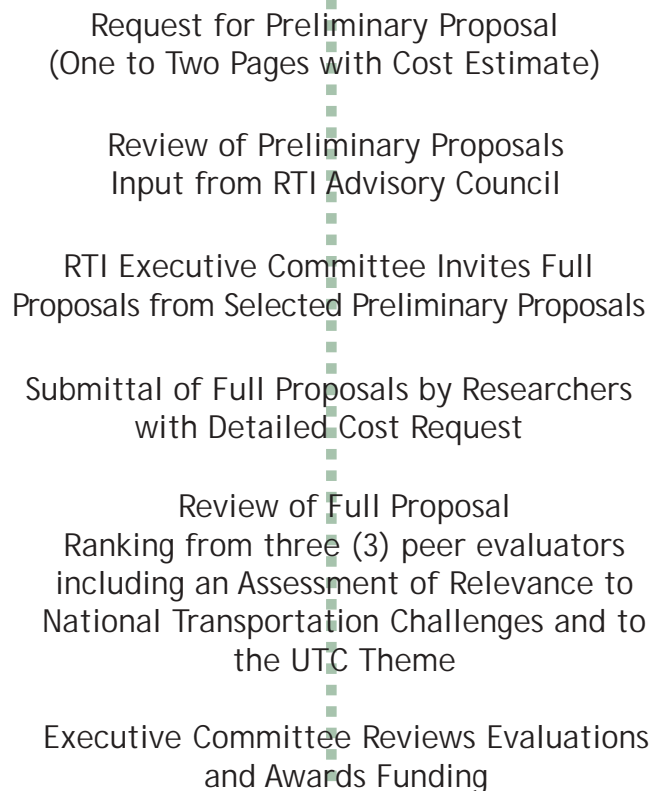 Request for Preliminary Proposal
(One to Two Pages with Cost Estimate)
Review of Preliminary Proposals
Input from RTI Advisory Council
RTI Executive Committee Invites Full
Proposals from Selected Preliminary Proposals
Submittal of Full Proposals by Researchers
with Detailed Cost Request
Review of Full Proposal
Ranking from three (3) peer evaluators
including an Assessment of Relevance to
National Transportation Challenges and to
the UTC Theme
Executive Committee Reviews Evaluations
and Awards Funding